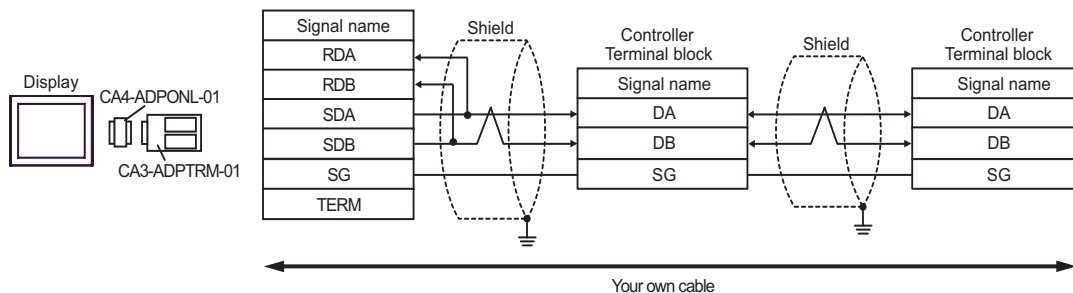 Display
CA4-ADPONL-01
CA3-ADPTRM-01
Signal name
RDA
RDB
SDA
SDB
SG
TERM
Shield
Controller
Terminal block
Signal name
DA
DB
SG
Shield
Controller
Terminal block
Signal name
DA
DB
SG
Your own cable